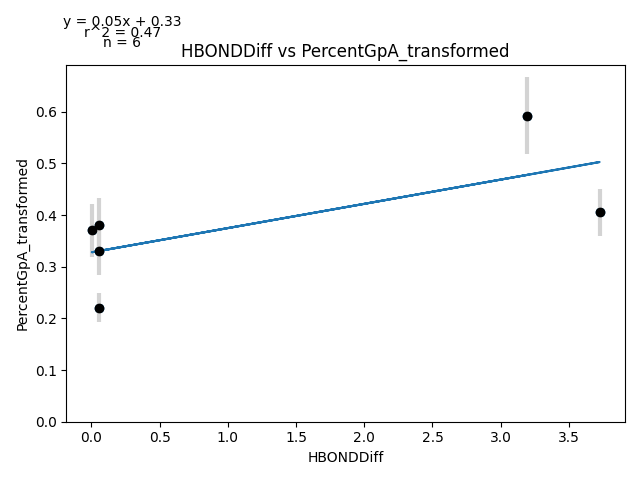 y = 0.05x + 0.33
r^2 = 0.47
n = 6
HBONDDiff vs PercentGpA_transformed
PercentGpA_transformed
0.6
0.5
0.4
0.3
0.2
0.1
0.0
0.0 0.5 1.0 1.5 2.0 2.5 3.0 3.5
HBONDDiff